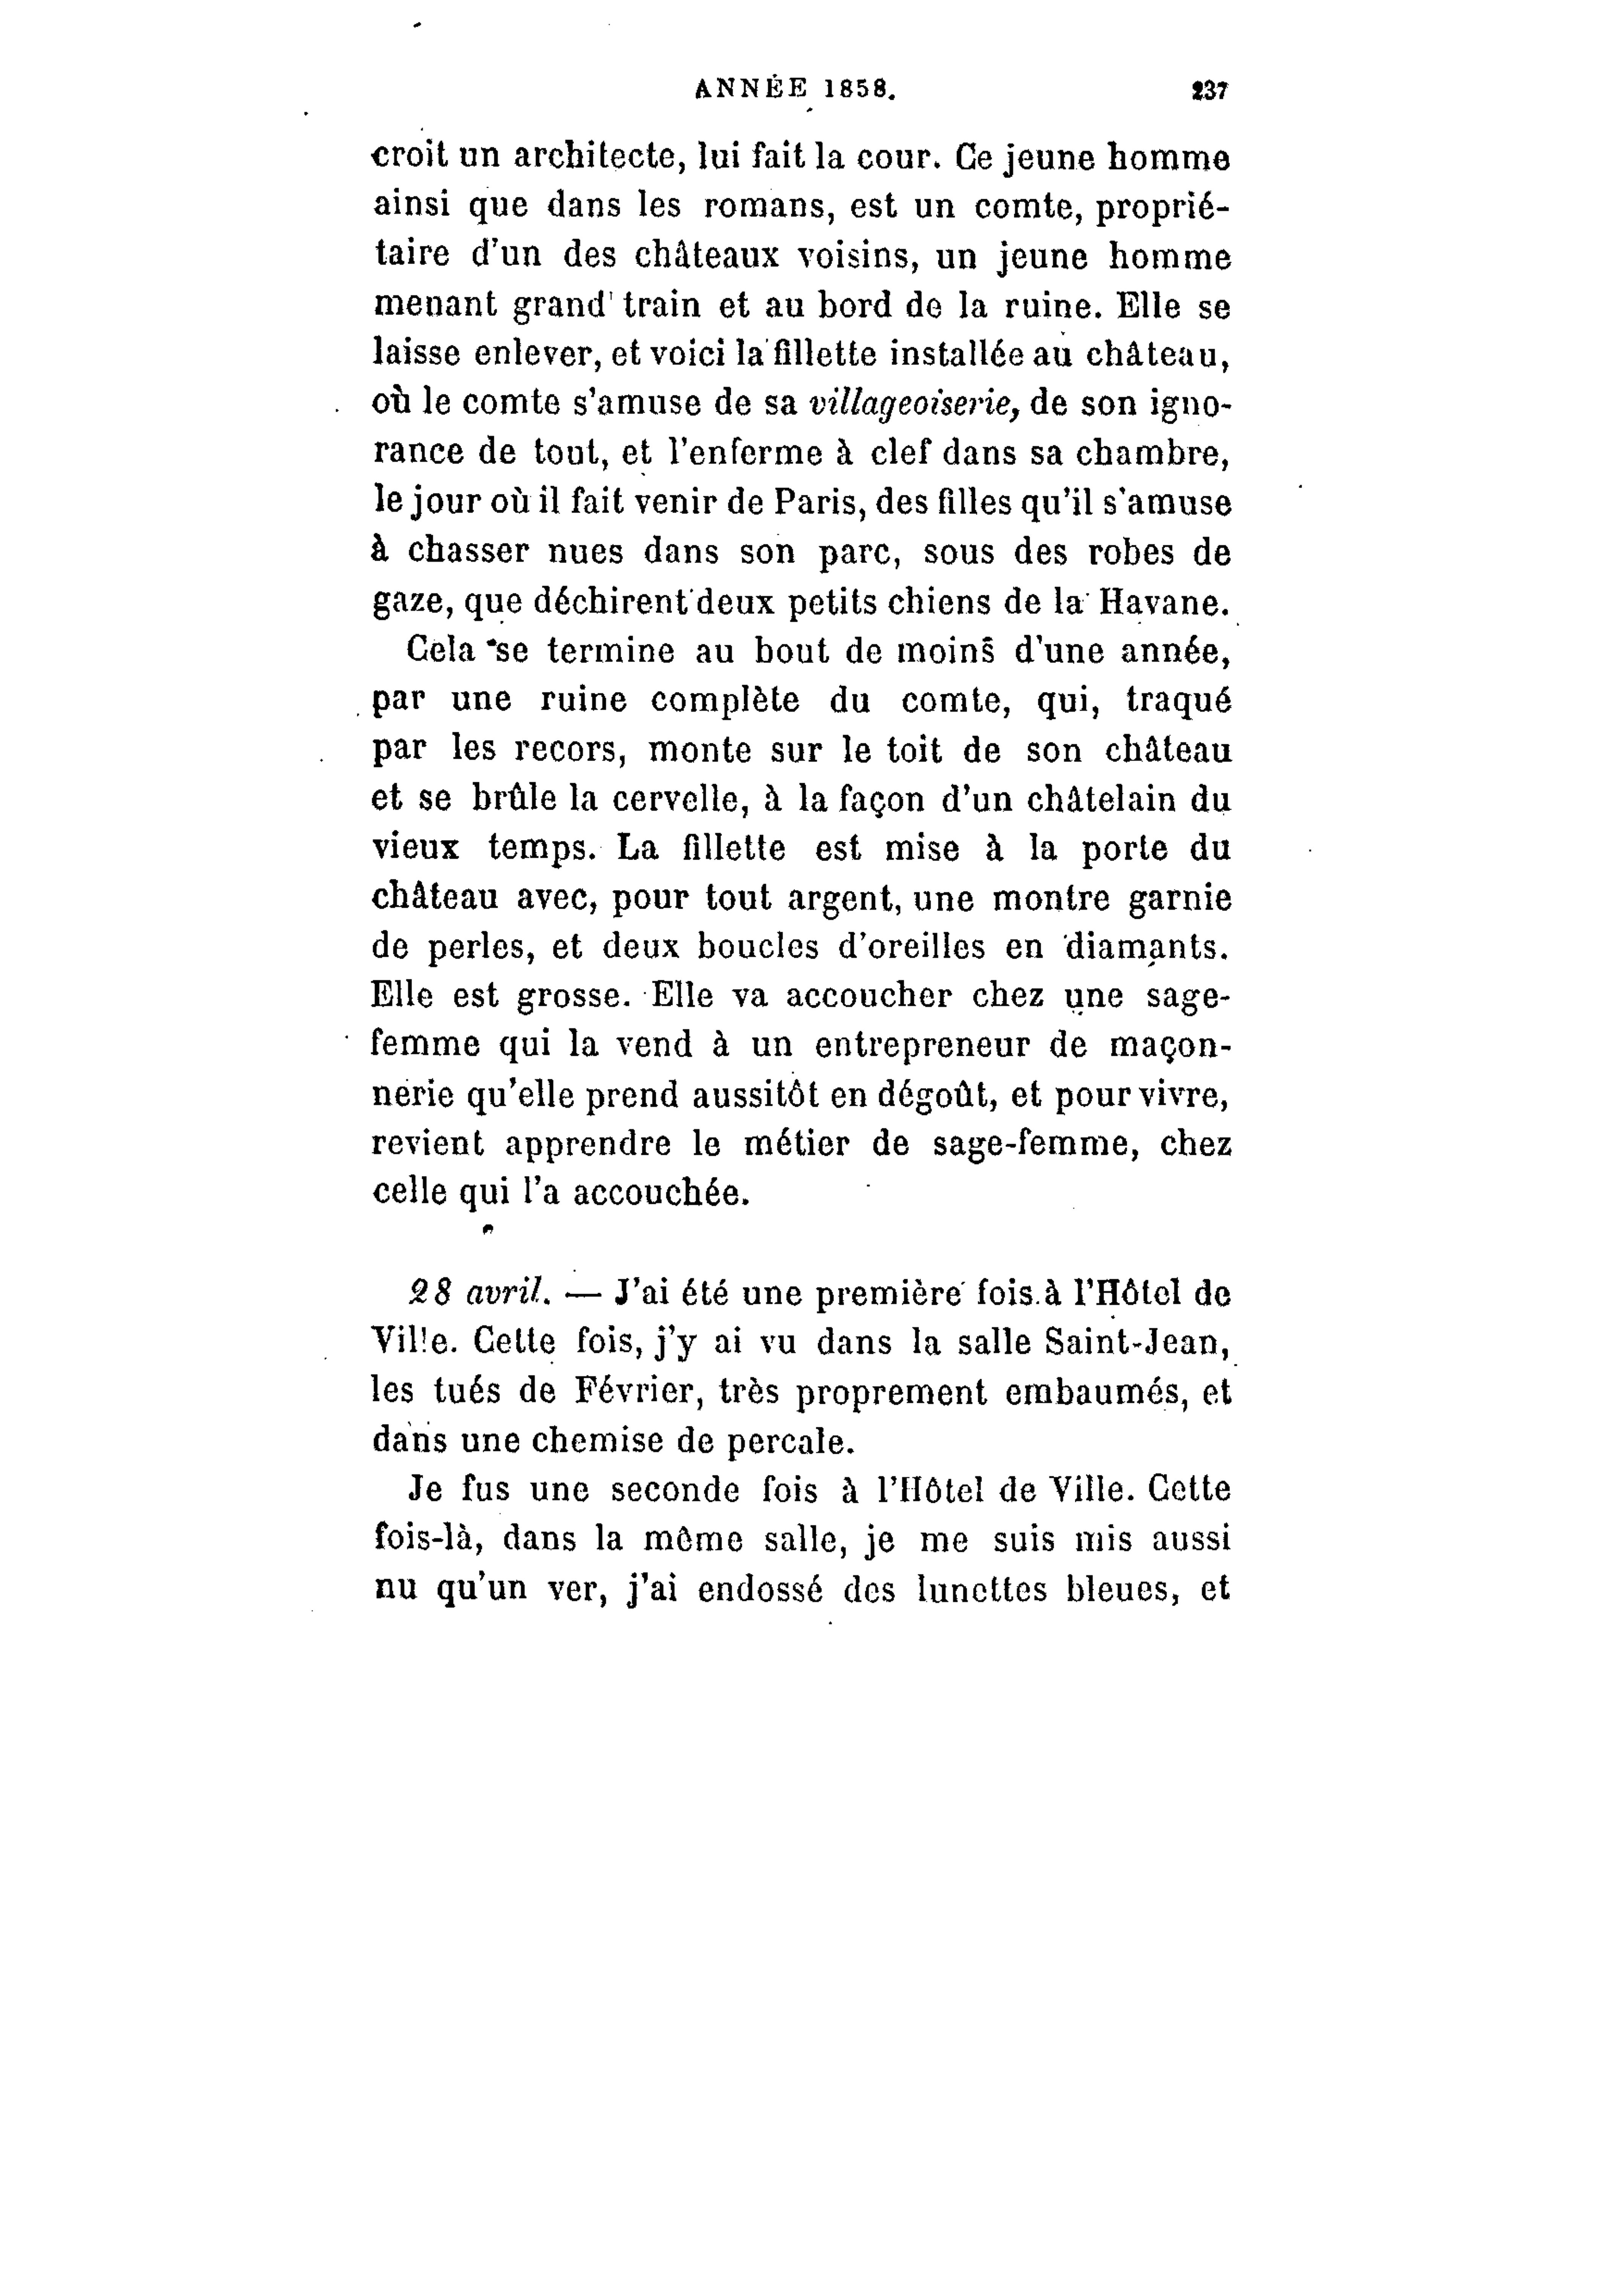 ANNÉE 1858. 237
croit un architecte, lui fait la cour. Ce jeune homme
ainsi que dans les romans, est un comte, proprié-
taire d'un des châteaux voisins, un jeune homme
menant grand' train et au bord de la ruine. Elle se
laisse enlever, et voici la fillette installée au château,
où le comte s'amuse de sa villageoiserie, de son igno-
rance de tout, et l'enferme à clef dans sa chambre,
le jour où il fait venir de Paris, des filles qu'il s'amuse
à chasser nues dans son parc, sous des robes de
gaze, que déchirent deux petits chiens de la Havane.
Cela se termine au bout de moins d'une année,
par une ruine complète du comte, qui, traqué
par les recors, monte sur le toit de son château
et se brûle la cervelle, à la façon d'un châtelain du
vieux temps. La fillette est mise à la porte du
château avec, pour tout argent, une montre garnie
de perles, et deux boucles d'oreilles en diamants.
Elle est grosse. Elle va accoucher chez une sage-
femme qui la vend à un entrepreneur de maçon-
nerie qu'elle prend aussitôt en dégoût, et pour vivre,
revient apprendre le métier de sage-femme, chez
celle qui l'a accouchée.
28 avril. — J'ai été une première fois à l'Hôtel de
Ville. Cette fois, j'y ai vu dans la salle Saint-Jean,
les tués de Février, très proprement embaumés, et
dans une chemise de percale.
Je fus une seconde fois à l'Hôtel de Ville. Cette
fois-là, dans la même salle, je me suis mis aussi
nu qu'un ver, j'ai endossé des lunettes bleues, et